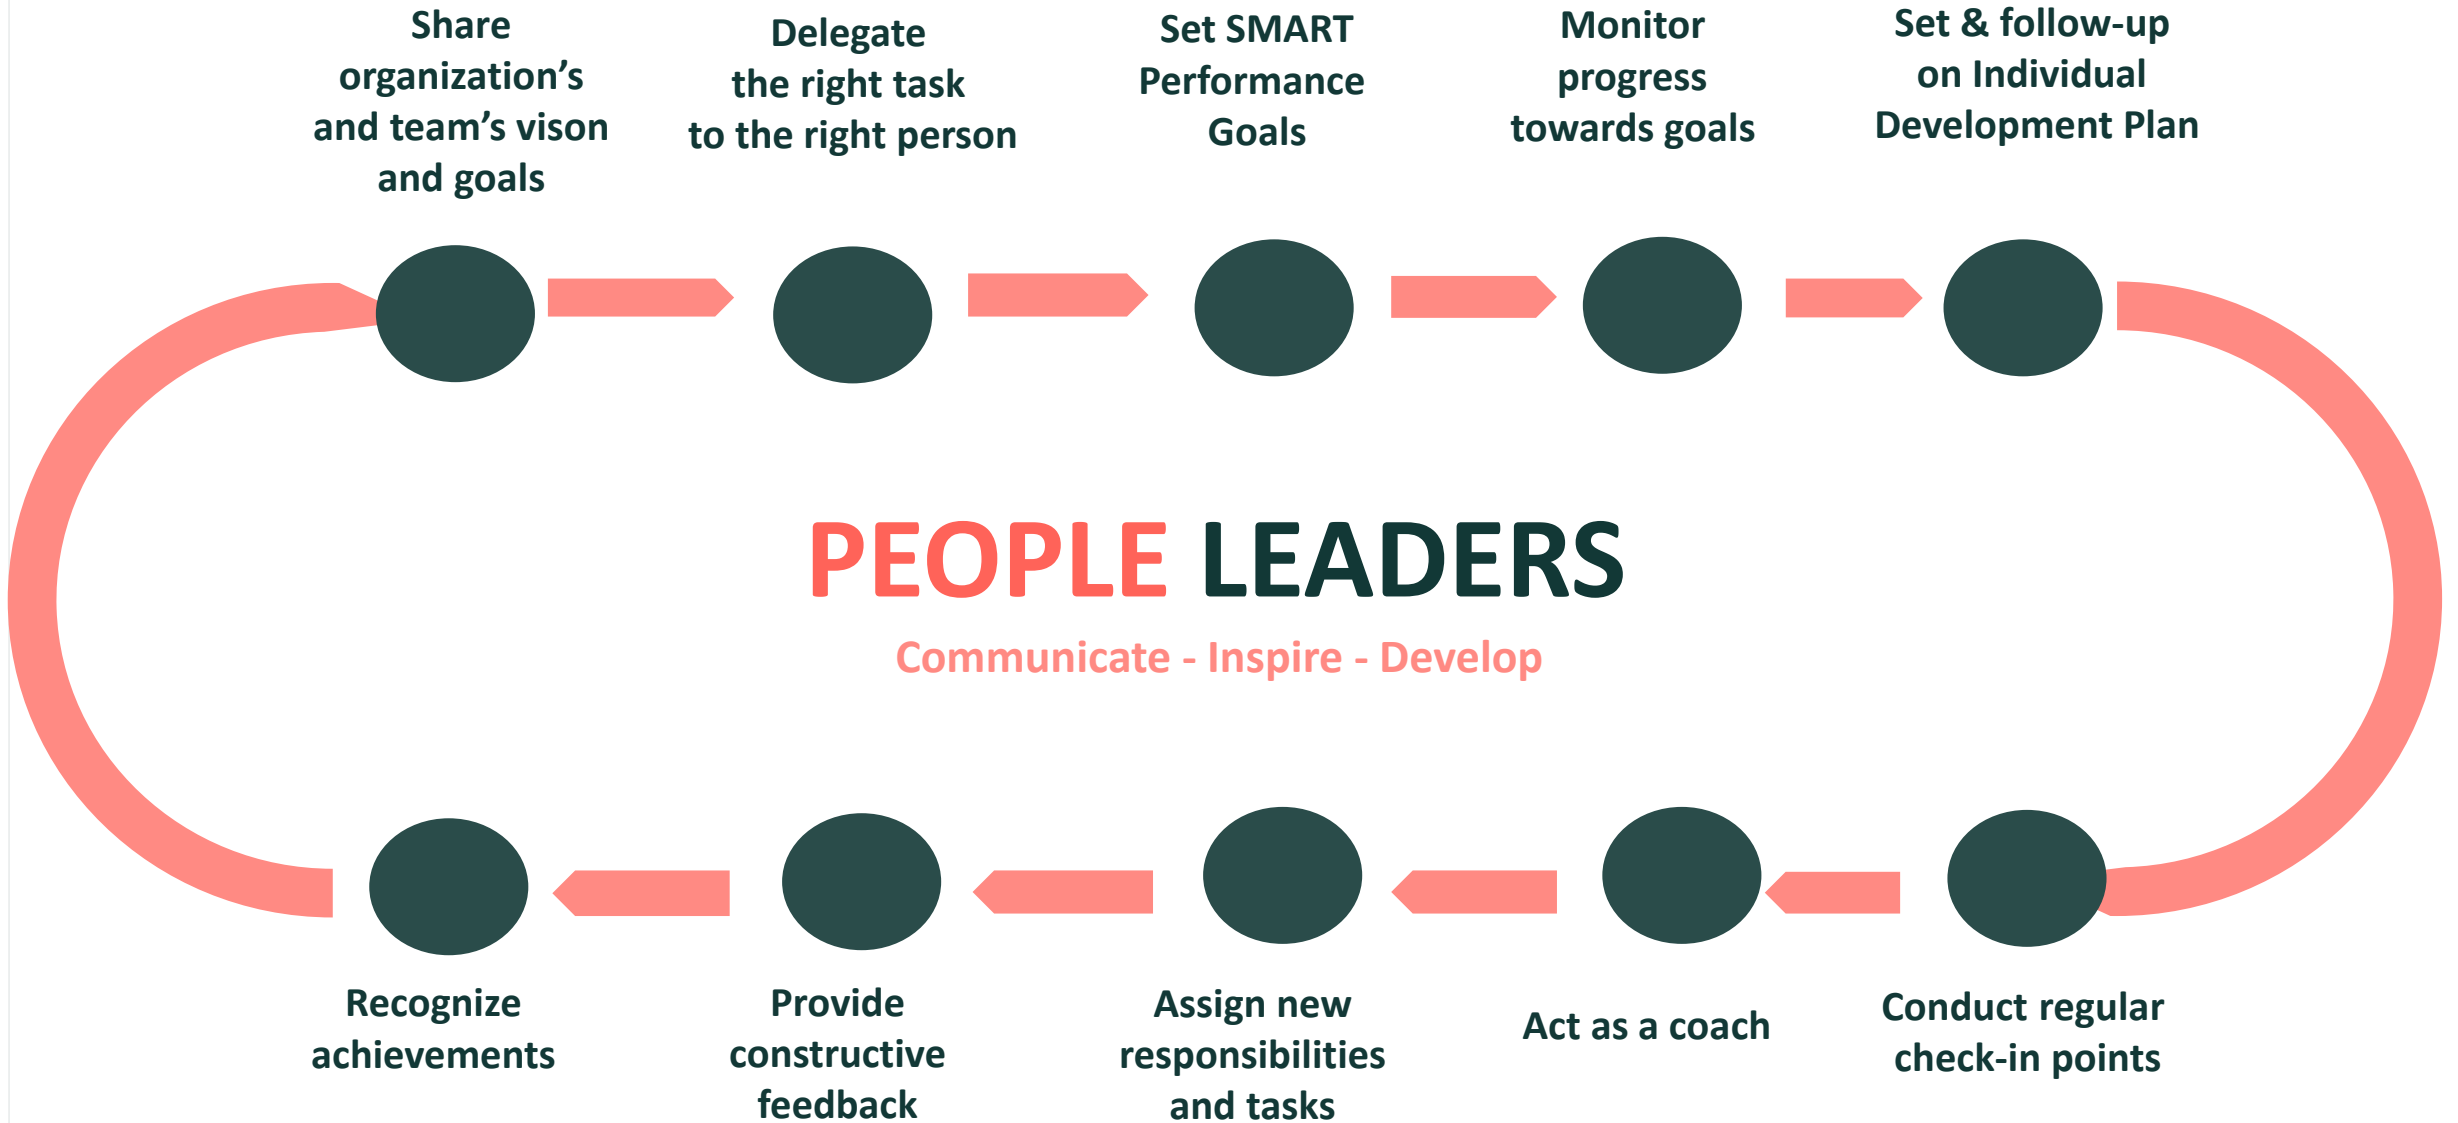 Share
organization’s
and team’s vison
and goals
Delegate
the right task
to the right person
Set SMART
Performance
Goals
Monitor
progress
towards goals
Set & follow-up
on Individual
Development Plan
PEOPLE LEADERS
Communicate - Inspire - Develop
Recognize
achievements
Provide
constructive
feedback
Assign new
responsibilities
and tasks
Act as a coach
Conduct regular
check-in points